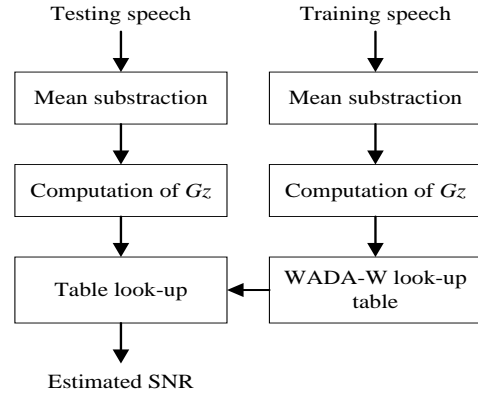 Testing speech
Training speech
Mean substraction
Mean substraction
Computation of Gz
Computation of Gz
Table look-up
WADA-W look-up
table
Estimated SNR